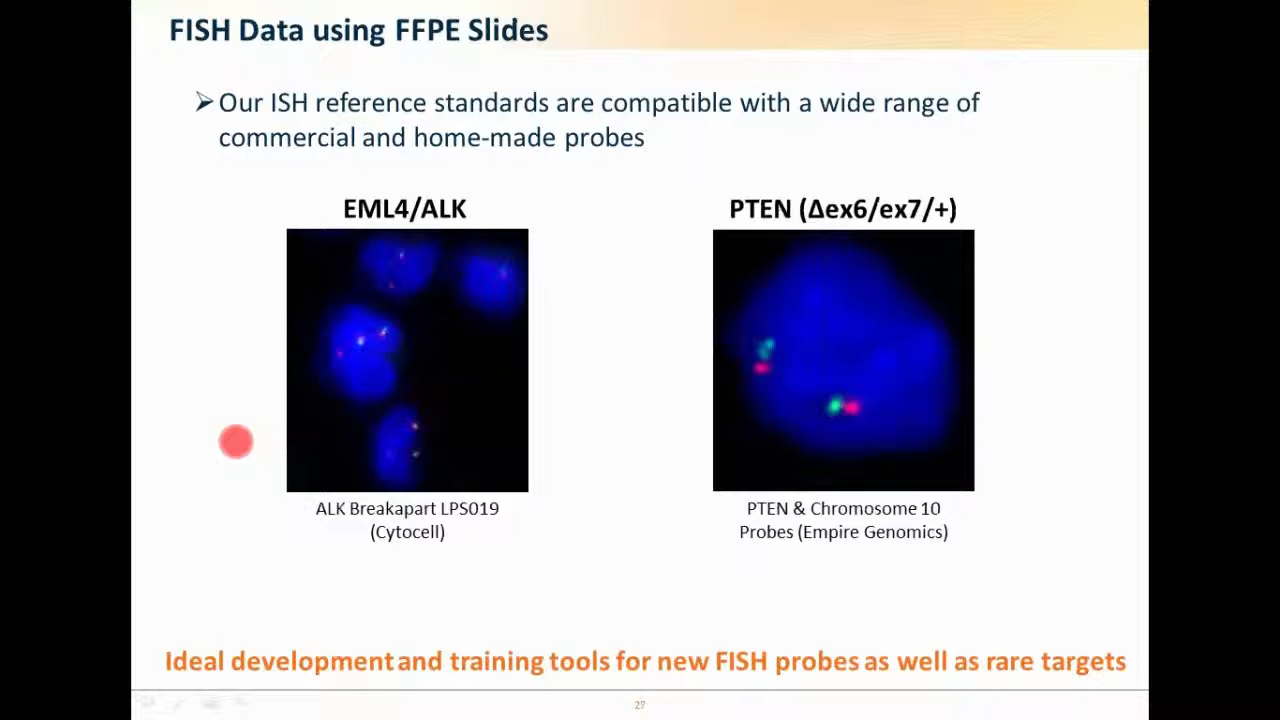 FISH Data using FFPE Slides
➢Our ISH reference standards are compatible with a wide range of
commercial and home-made probes
EML4/ALK
PTEN (Δex6/ex7/+)
ALK Breakapart LPS019
(Cytocell)
PTEN & Chromosome 10
Probes (Empire Genomics)
Ideal development and training tools for new FISH probes as well as rare targets
27